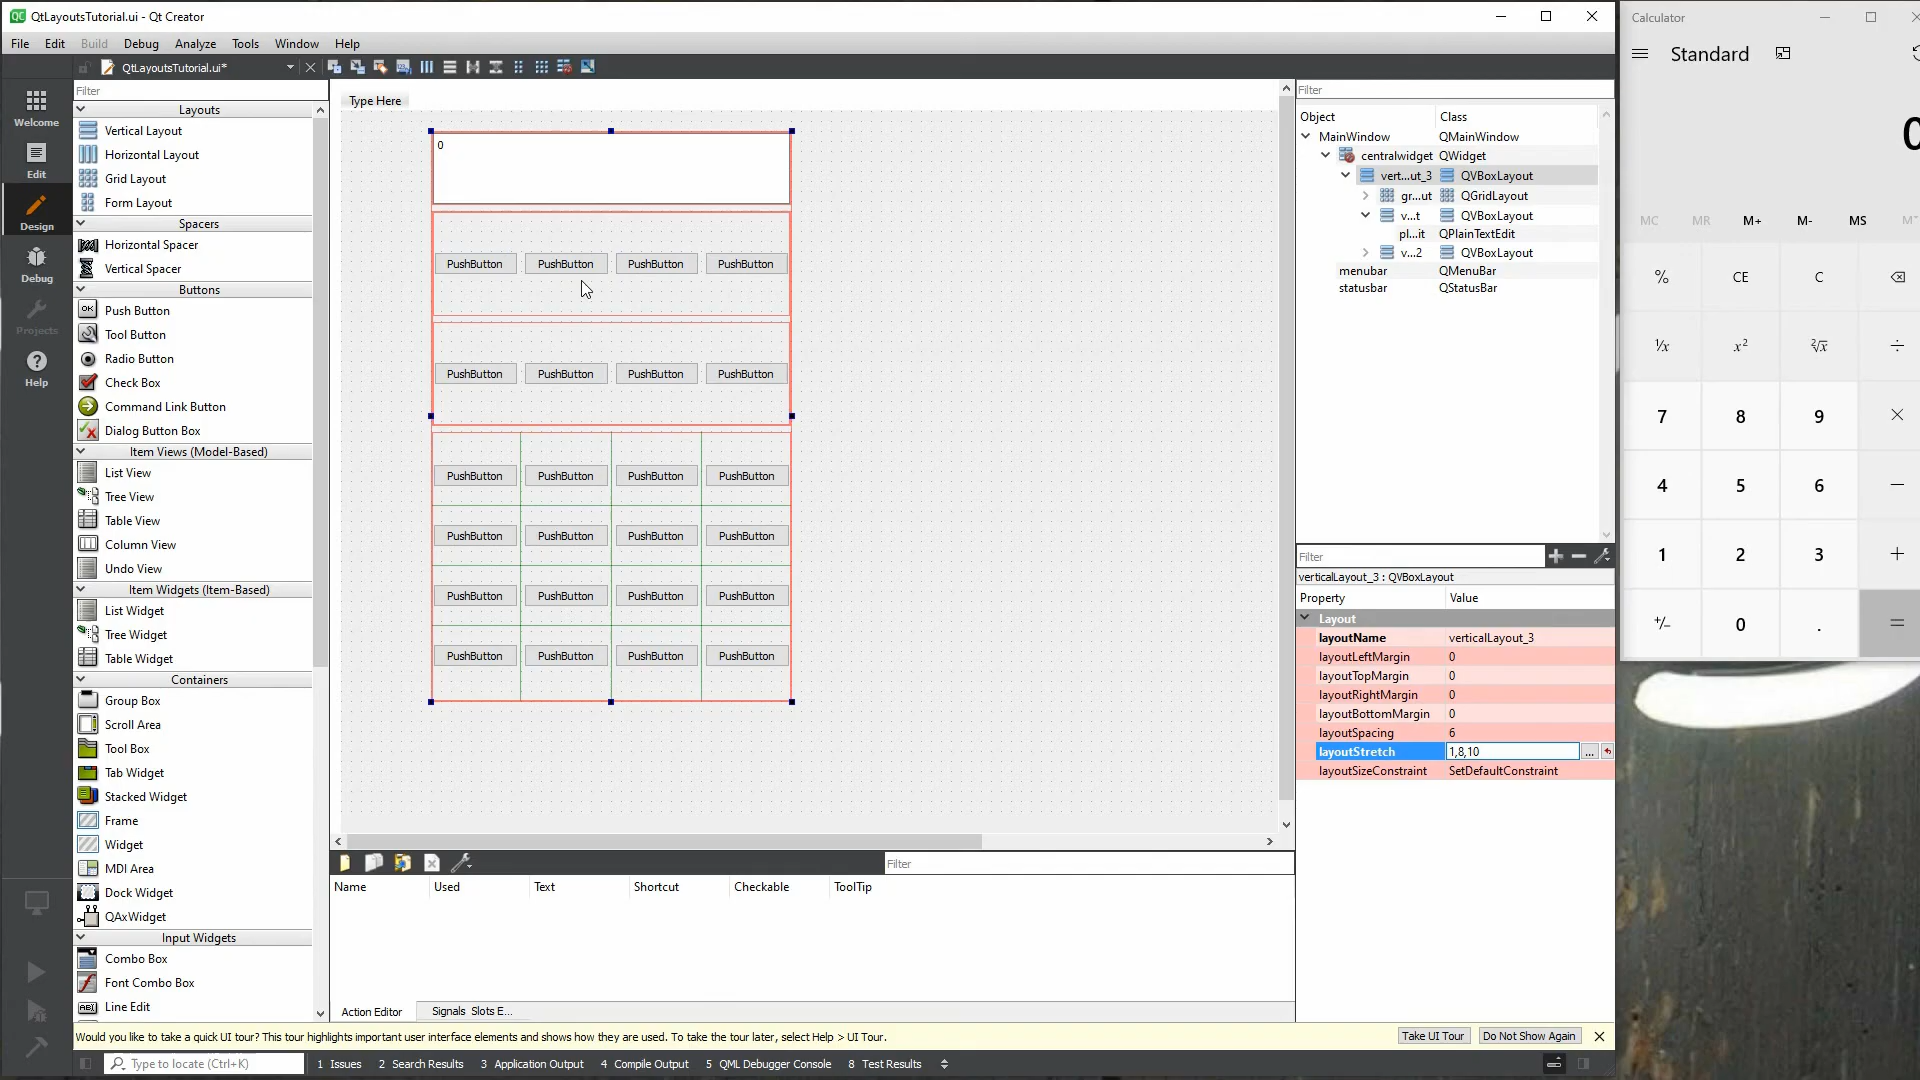 QtLayoutsTutorial.ui - Qt Creator
File Edit Build Debug Analyze Tools Window Help
QtLayoutsTutorial.ui*
Welcome
Edit
Design
Debug
Projects
Help
Filter
Layouts
Vertical Layout
Horizontal Layout
Grid Layout
Form Layout
Spacers
Horizontal Spacer
Vertical Spacer
Buttons
Push Button
Tool Button
Radio Button
Check Box
Command Link Button
Dialog Button Box
Item Views (Model-Based)
List View
Tree View
Table View
Column View
Undo View
Item Widgets (Item-Based)
List Widget
Tree Widget
Table Widget
Containers
Group Box
Scroll Area
Tool Box
Tab Widget
Stacked Widget
Frame
Widget
MDI Area
Dock Widget
QAxWidget
Input Widgets
Combo Box
Font Combo Box
Line Edit
Type Here
0
PushButton PushButton PushButton PushButton
PushButton PushButton PushButton PushButton
PushButton PushButton PushButton PushButton
PushButton PushButton PushButton PushButton
PushButton PushButton PushButton PushButton
PushButton PushButton PushButton PushButton
Filter
Name Used Text Shortcut Checkable ToolTip
Action Editor Signals Slots E...
Filter
Object Class
MainWindow QMainWindow
centralwidget QWidget
vert...ut_3 QVBoxLayout
gr...ut QGridLayout
v...t QVBoxLayout
pl...it QPlainTextEdit
v...2 QVBoxLayout
menubar QMenuBar
statusbar QStatusBar
Filter
verticalLayout_3 : QVBoxLayout
Property Value
Layout
layoutName verticalLayout_3
layoutLeftMargin 0
layoutTopMargin 0
layoutRightMargin 0
layoutBottomMargin 0
layoutSpacing 6
layoutStretch 1,8,10 ...
layoutSizeConstraint SetDefaultConstraint
Would you like to take a quick UI tour? This tour highlights important user interface elements and shows how they are used. To take the tour later, select Help > UI Tour.
Take UI Tour Do Not Show Again
Type to locate (Ctrl+K) 1 Issues 2 Search Results 3 Application Output 4 Compile Output 5 QML Debugger Console 8 Test Results
Calculator
Standard
0
MC MR M+ M- MS
% CE C
¹/x x² ²√x ÷
7 8 9 ×
4 5 6 −
1 2 3 +
+/− 0 . =